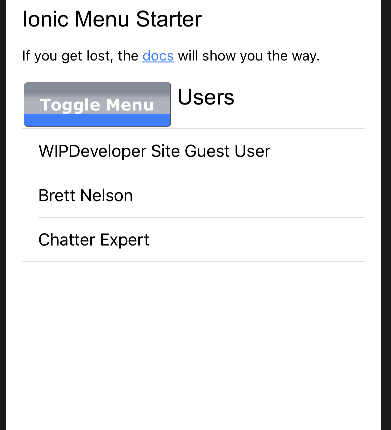 Ionic Menu Starter
If you get lost, the docs will show you the way.
Toggle Menu Users
WIPDeveloper Site Guest User
Brett Nelson
Chatter Expert